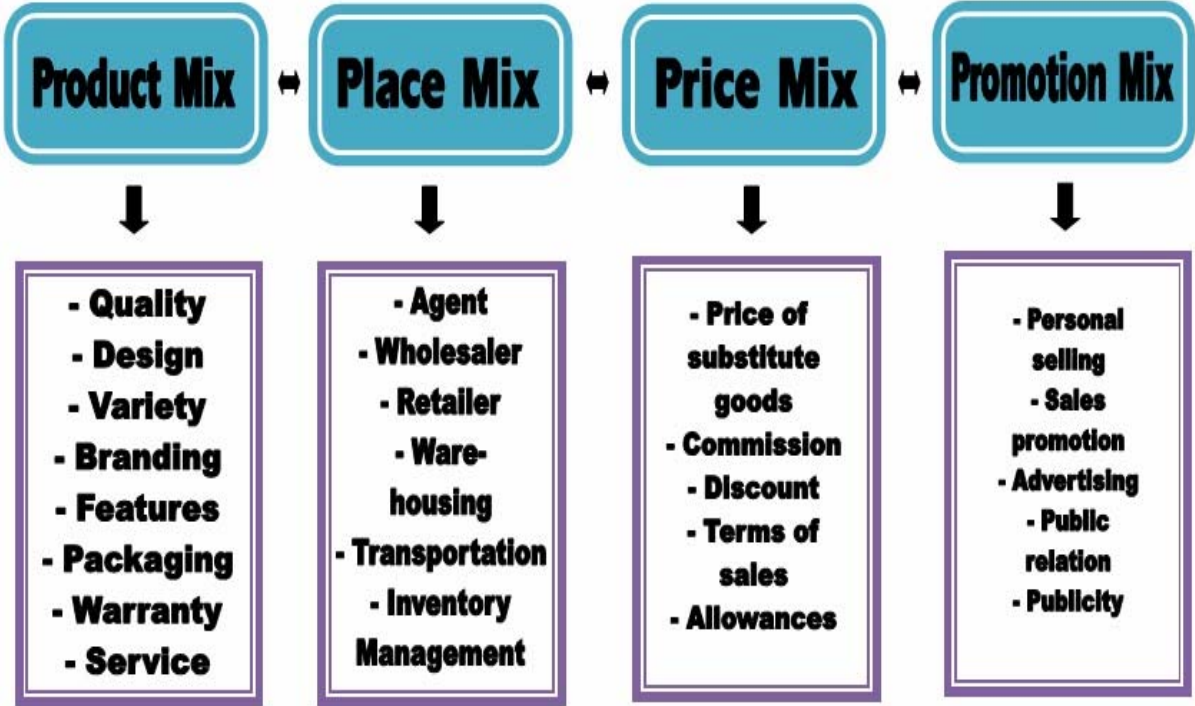 Product Mix
Place Mix
Price Mix
Promotion Mix
- Quality
- Design
- Variety
- Branding
- Features
- Packaging
- Warranty
- Service
- Agent
- Wholesaler
- Retailer
- Ware-
housing
- Transportation
- Inventory
Management
- Price of
substitute
goods
- Commission
- Discount
- Terms of
sales
- Allowances
- Personal
selling
- Sales
promotion
- Advertising
- Public
relation
- Publicity